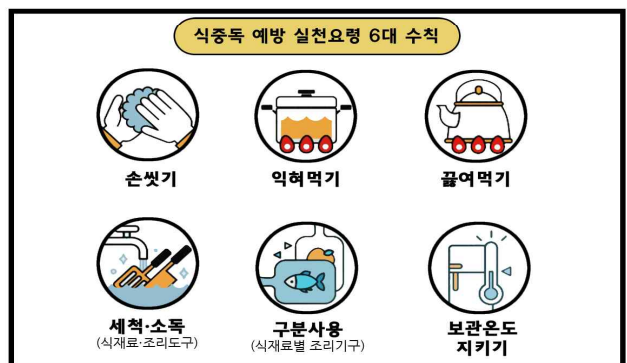 식중독 예방 실천요령 6대 수칙
손씻기
익혀먹기
끓여먹기
세척·소독
(식재료·조리도구)
구분사용
(식재료별 조리기구)
보관온도
지키기